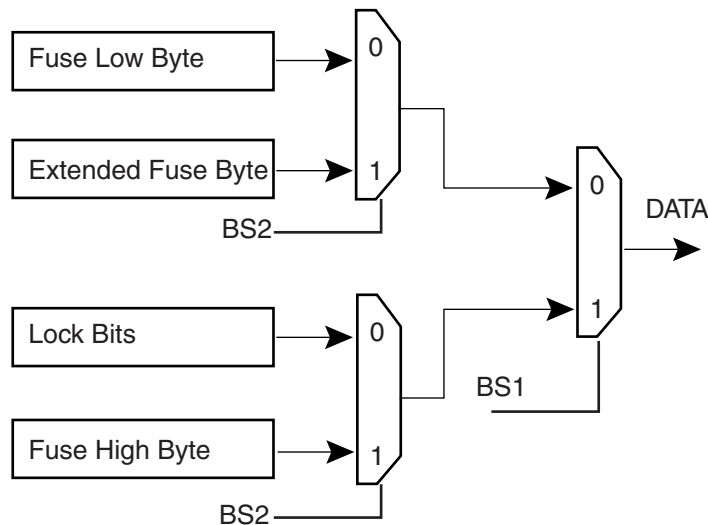 Fuse Low Byte
0
Extended Fuse Byte
1
BS2
0
DATA
1
Lock Bits
0
BS1
Fuse High Byte
1
BS2